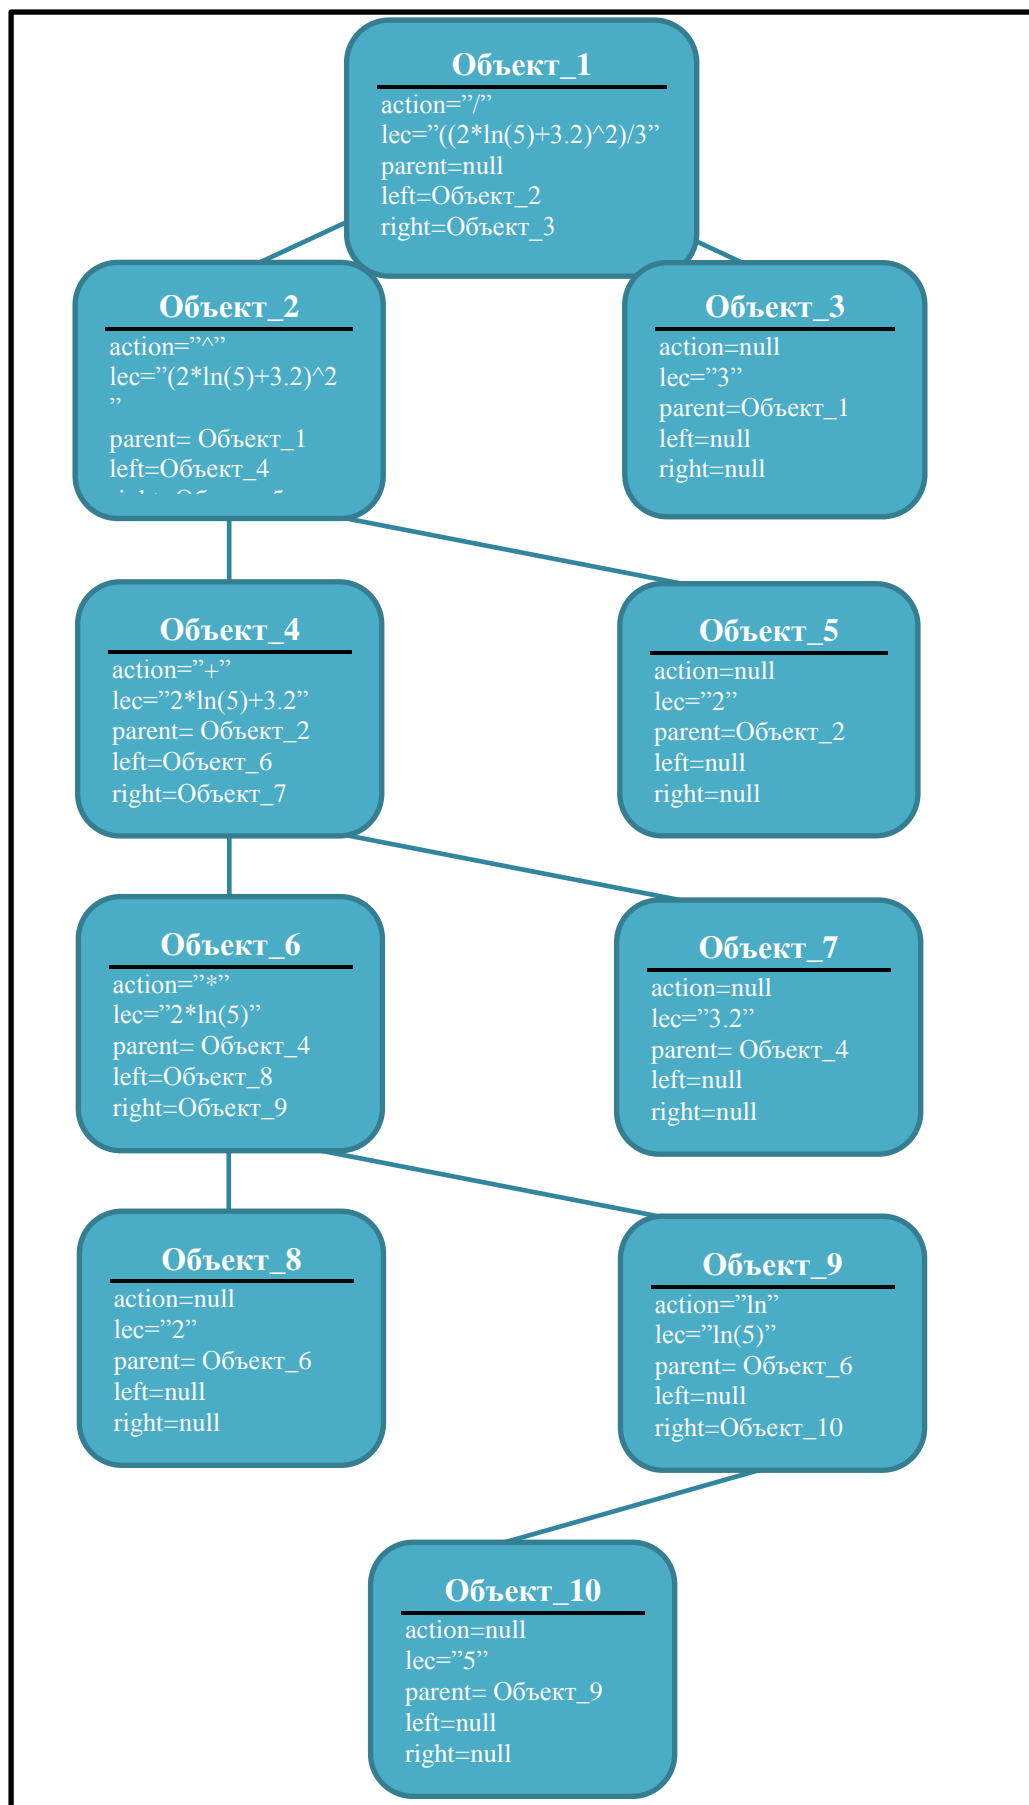 Объект_1
action=”/”
lec=”((2*ln(5)+3.2)^2)/3”
parent=null
left=Объект_2
right=Объект_3
Объект_2
action=”^”
lec=”(2*ln(5)+3.2)^2
”
parent= Объект_1
left=Объект_4
Объект_3
action=null
lec=”3”
parent=Объект_1
left=null
right=null
Объект_4
action=”+”
lec=”2*ln(5)+3.2”
parent= Объект_2
left=Объект_6
right=Объект_7
Объект_5
action=null
lec=”2”
parent=Объект_2
left=null
right=null
Объект_6
action=”*”
lec=”2*ln(5)”
parent= Объект_4
left=Объект_8
right=Объект_9
Объект_7
action=null
lec=”3.2”
parent= Объект_4
left=null
right=null
Объект_8
action=null
lec=”2”
parent= Объект_6
left=null
right=null
Объект_9
action=”ln”
lec=”ln(5)”
parent= Объект_6
left=null
right=Объект_10
Объект_10
action=null
lec=”5”
parent= Объект_9
left=null
right=null